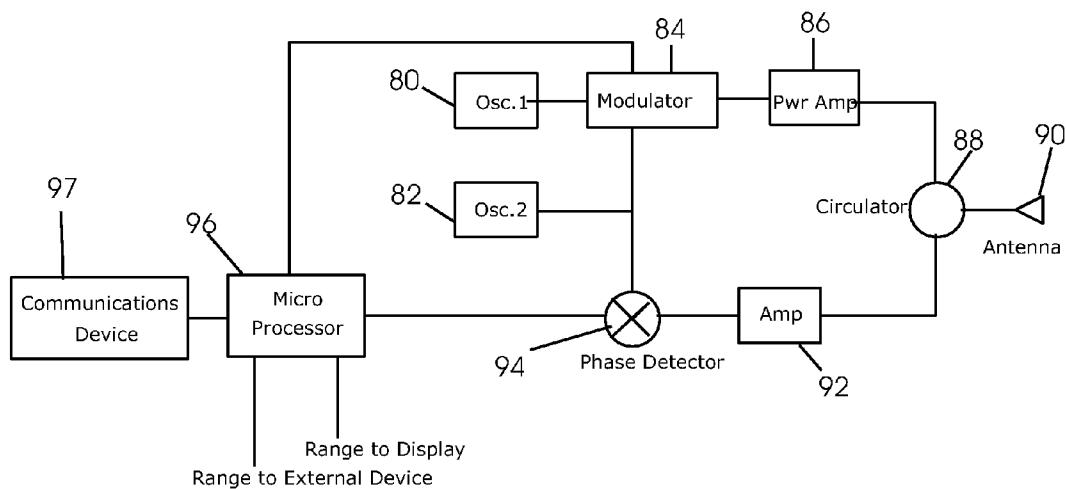 84
86
80
Osc.1
Modulator
Pwr Amp
88
90
97
82
Osc.2
Circulator
96
Antenna
Communications
Device
Micro
Processor
Amp
94
Phase Detector
92
Range to Display
Range to External Device